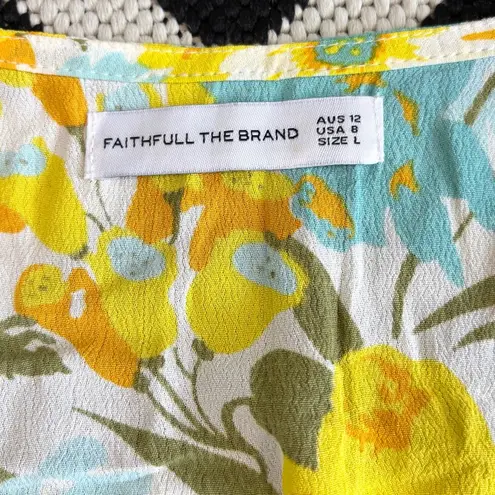 FAITHFULL THE BRAND
AUS 12
USA 8
SIZE L